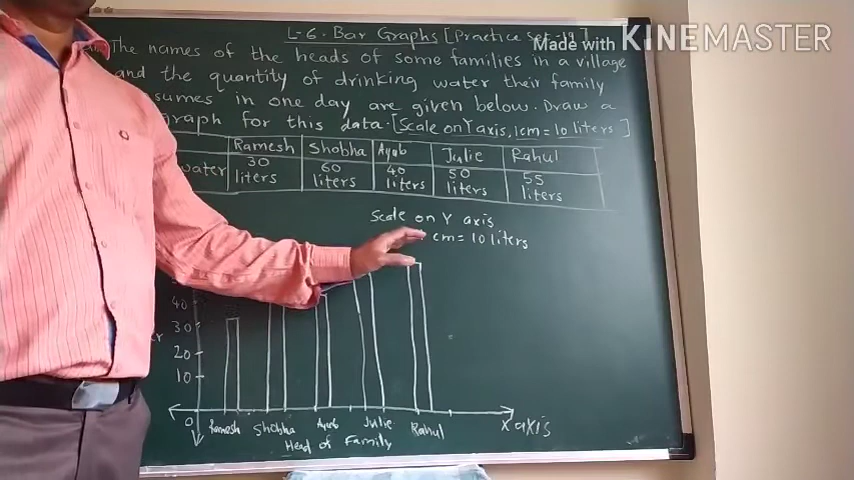 L-6. Bar Graphs [Practice Set-19]
Made with KINEMASTER
The names of the heads of some families in a village
and the quantity of drinking water their family
sumes in one day are given below. Draw a
graph for this data. [Scale on Y axis, 1cm = 10 liters]
Ramesh Shobha Ayub Julie Rahul
water 30 liters 60 liters 40 liters 50 liters 55 liters
Scale on Y axis
cm = 10 liters
40
30
20
10
0
Ramesh Shobha Ayub Julie Rahul
X axis
Head of Family